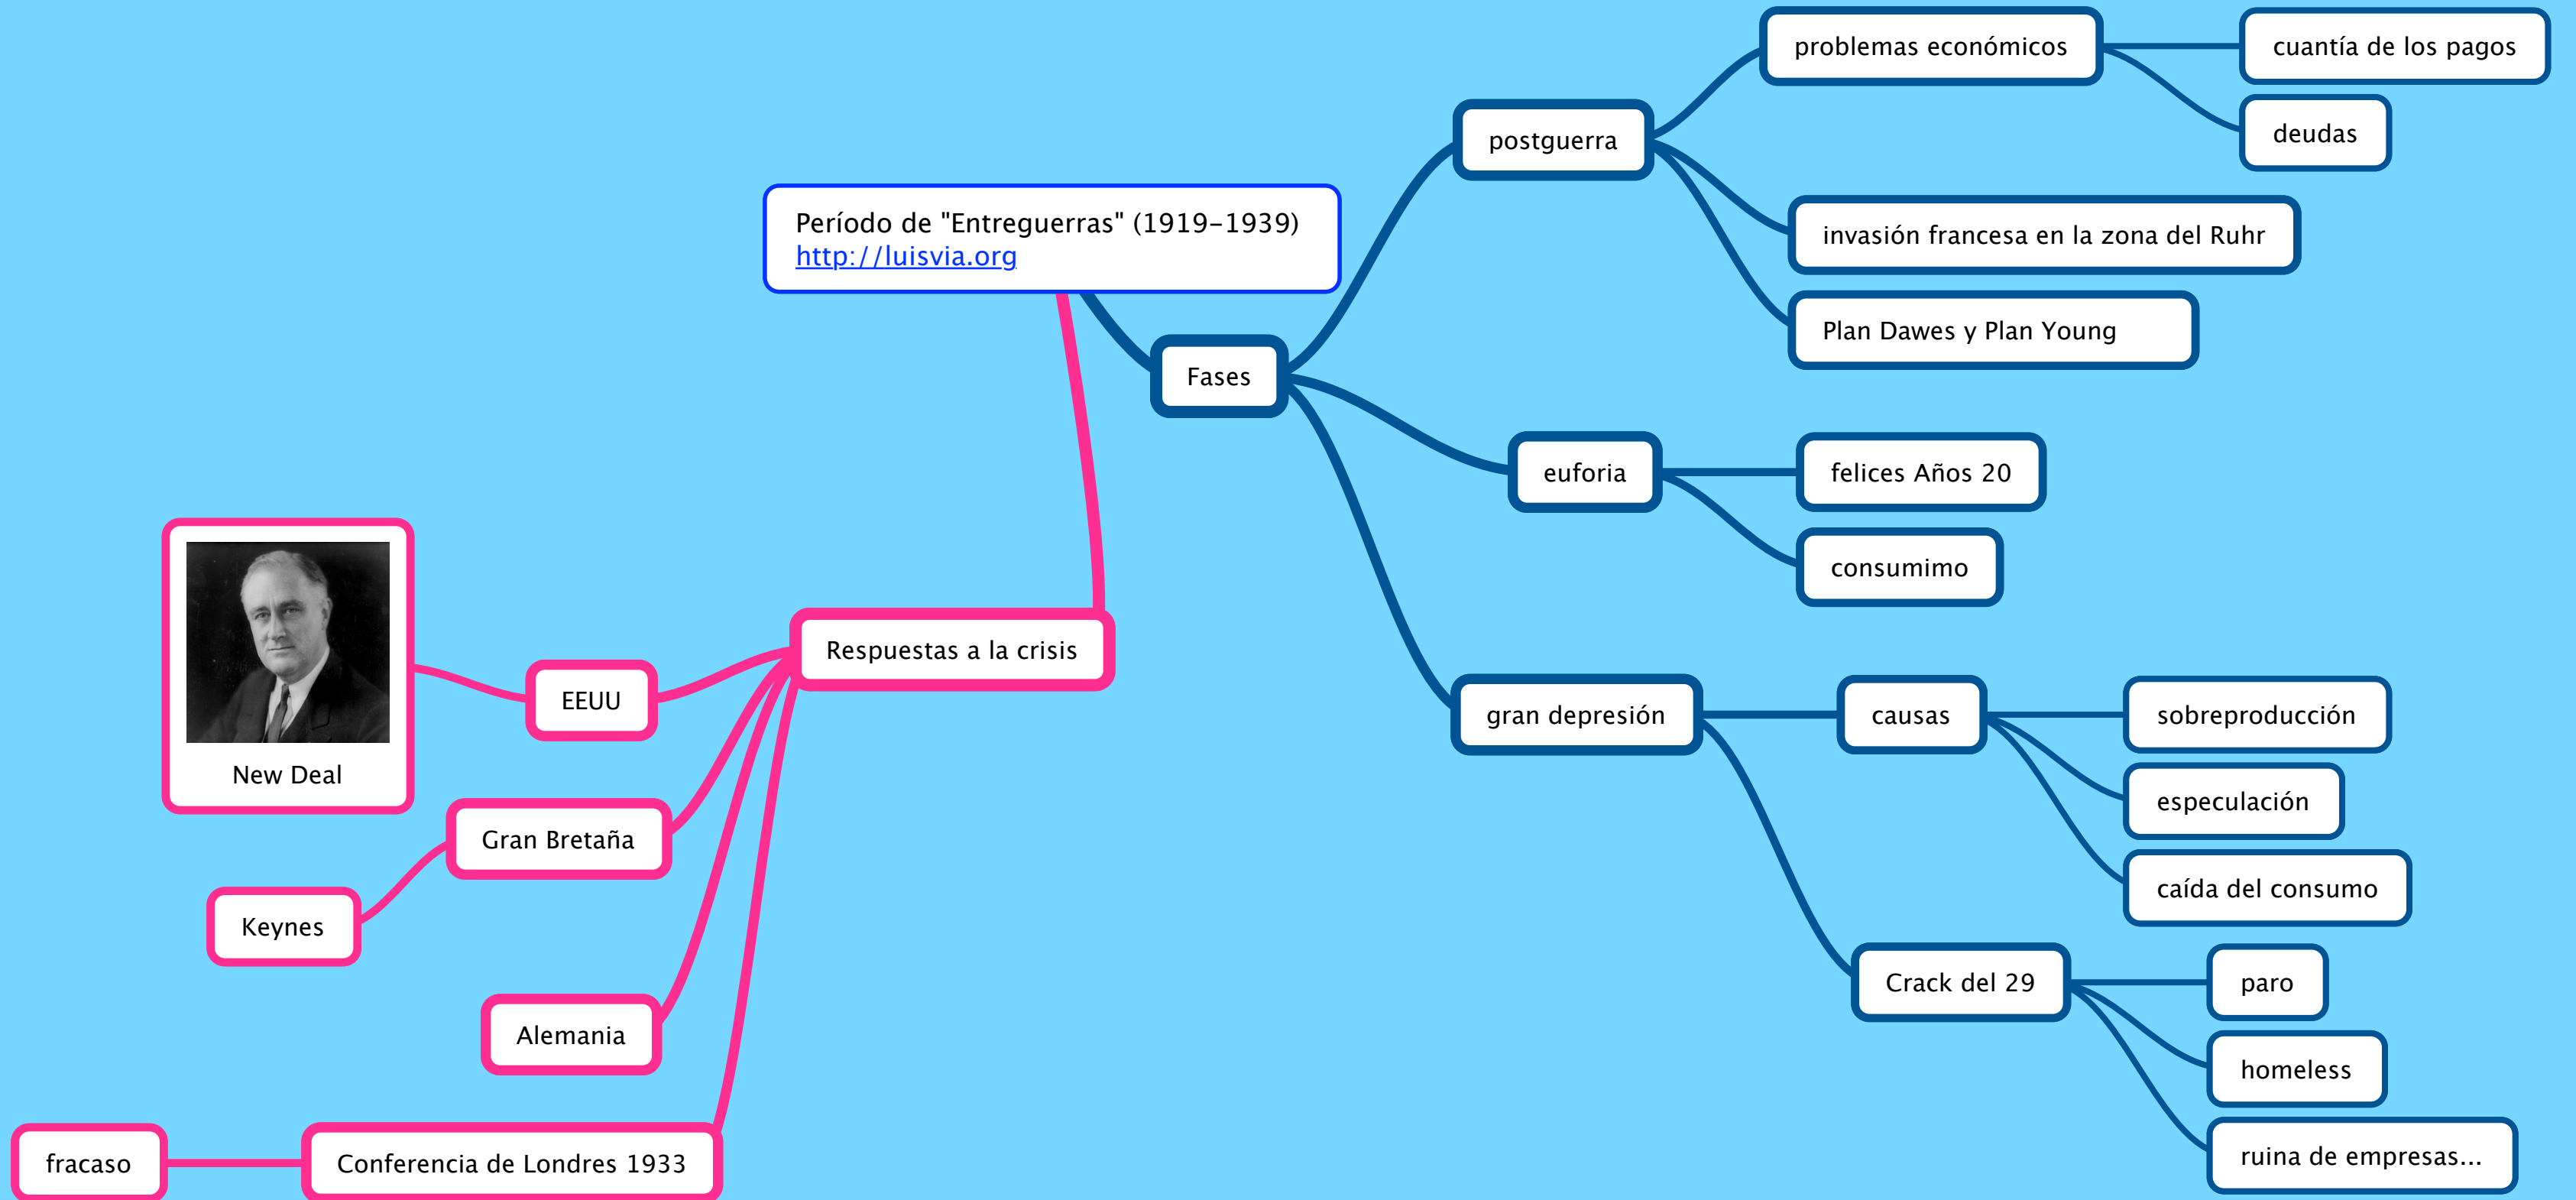 Período de "Entreguerras" (1919-1939)
http://luisvia.org
Fases
postguerra
problemas económicos
cuantía de los pagos
deudas
invasión francesa en la zona del Ruhr
Plan Dawes y Plan Young
euforia
felices Años 20
consumimo
gran depresión
causas
sobreproducción
especulación
caída del consumo
Crack del 29
paro
homeless
ruina de empresas...
Respuestas a la crisis
EEUU
New Deal
Gran Bretaña
Keynes
Alemania
Conferencia de Londres 1933
fracaso